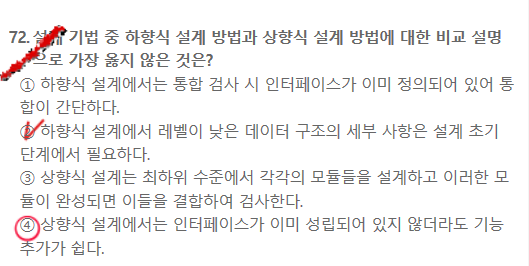 72. 설계 기법 중 하향식 설계 방법과 상향식 설계 방법에 대한 비교 설명
으로 가장 옳지 않은 것은?
① 하향식 설계에서는 통합 검사 시 인터페이스가 이미 정의되어 있어 통
합이 간단하다.
② 하향식 설계에서 레벨이 낮은 데이터 구조의 세부 사항은 설계 초기
단계에서 필요하다.
③ 상향식 설계는 최하위 수준에서 각각의 모듈들을 설계하고 이러한 모
듈이 완성되면 이들을 결합하여 검사한다.
④ 상향식 설계에서는 인터페이스가 이미 성립되어 있지 않더라도 기능
추가가 쉽다.